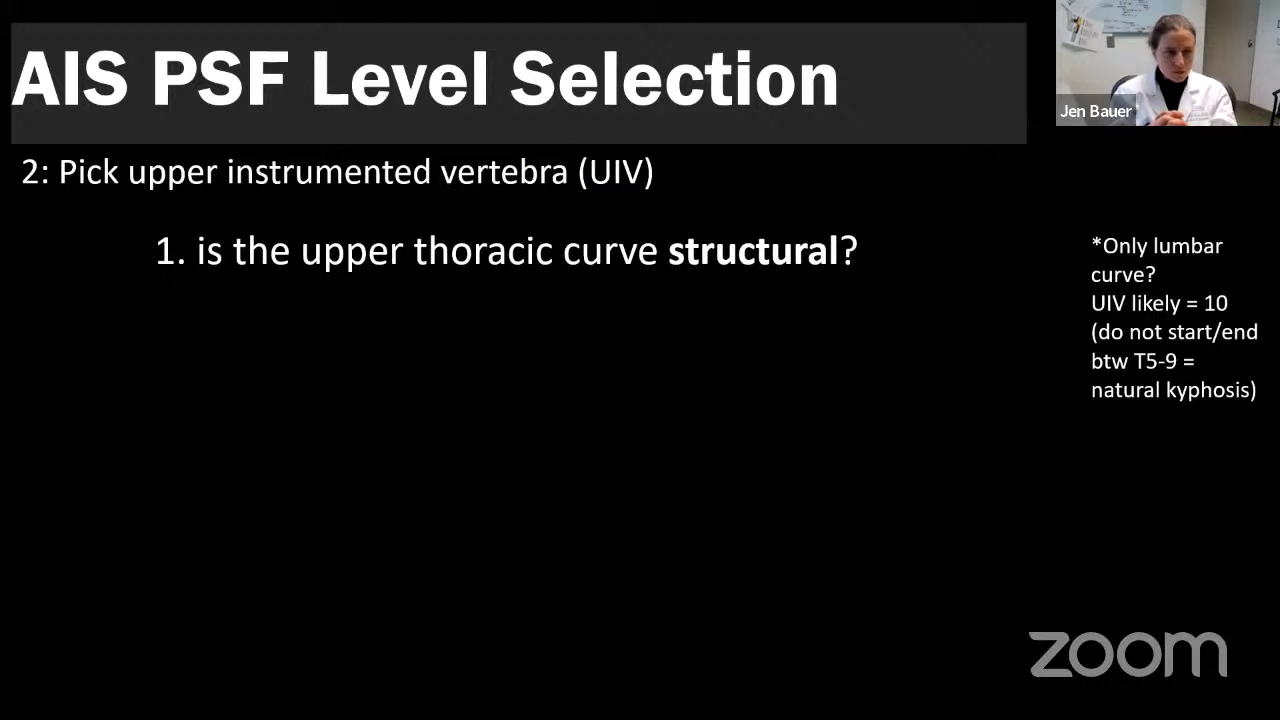 AIS PSF Level Selection
Jen Bauer
2: Pick upper instrumented vertebra (UIV)
1. is the upper thoracic curve structural?
*Only lumbar
curve?
UIV likely = 10
(do not start/end
btw T5-9 =
natural kyphosis)
zoom